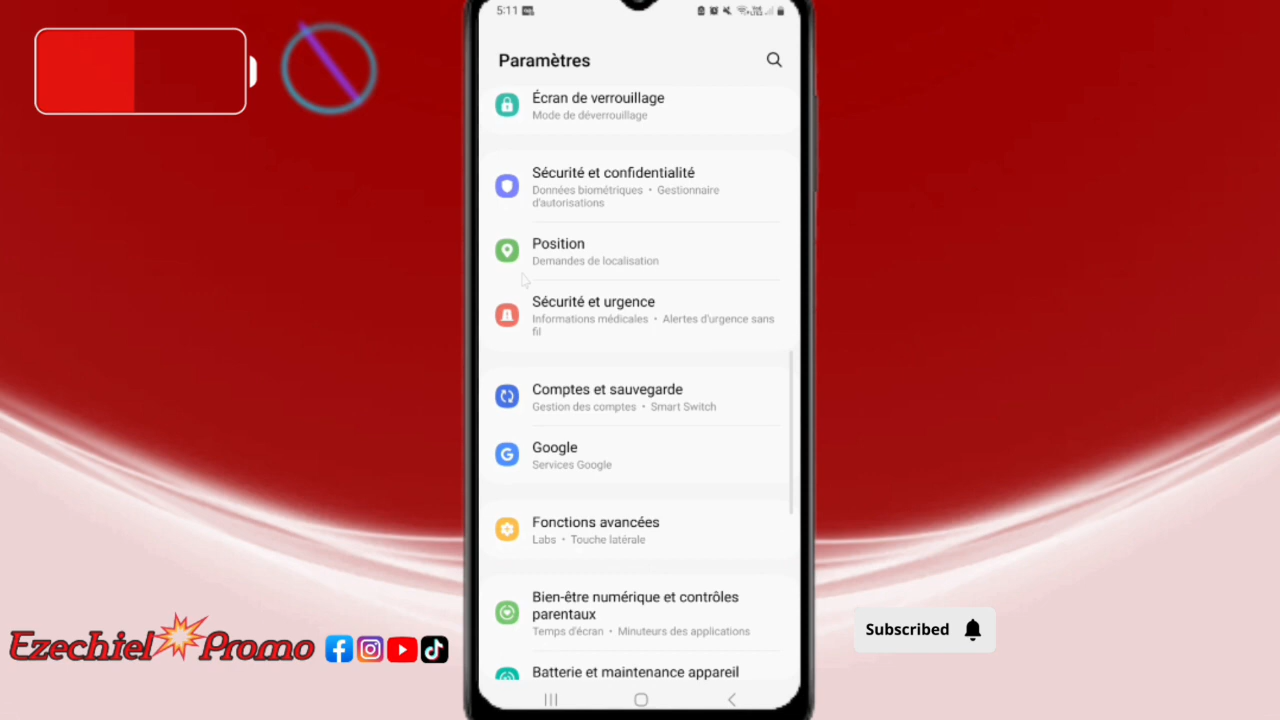 5:11
Paramètres
Écran de verrouillage
Mode de déverrouillage
Sécurité et confidentialité
Données biométriques • Gestionnaire
d'autorisations
Position
Demandes de localisation
Sécurité et urgence
Informations médicales • Alertes d'urgence sans
fil
Comptes et sauvegarde
Gestion des comptes • Smart Switch
Google
Services Google
Fonctions avancées
Labs • Touche latérale
Bien-être numérique et contrôles
parentaux
Temps d'écran • Minuteurs des applications
Batterie et maintenance appareil
Ezechiel Promo
Subscribed